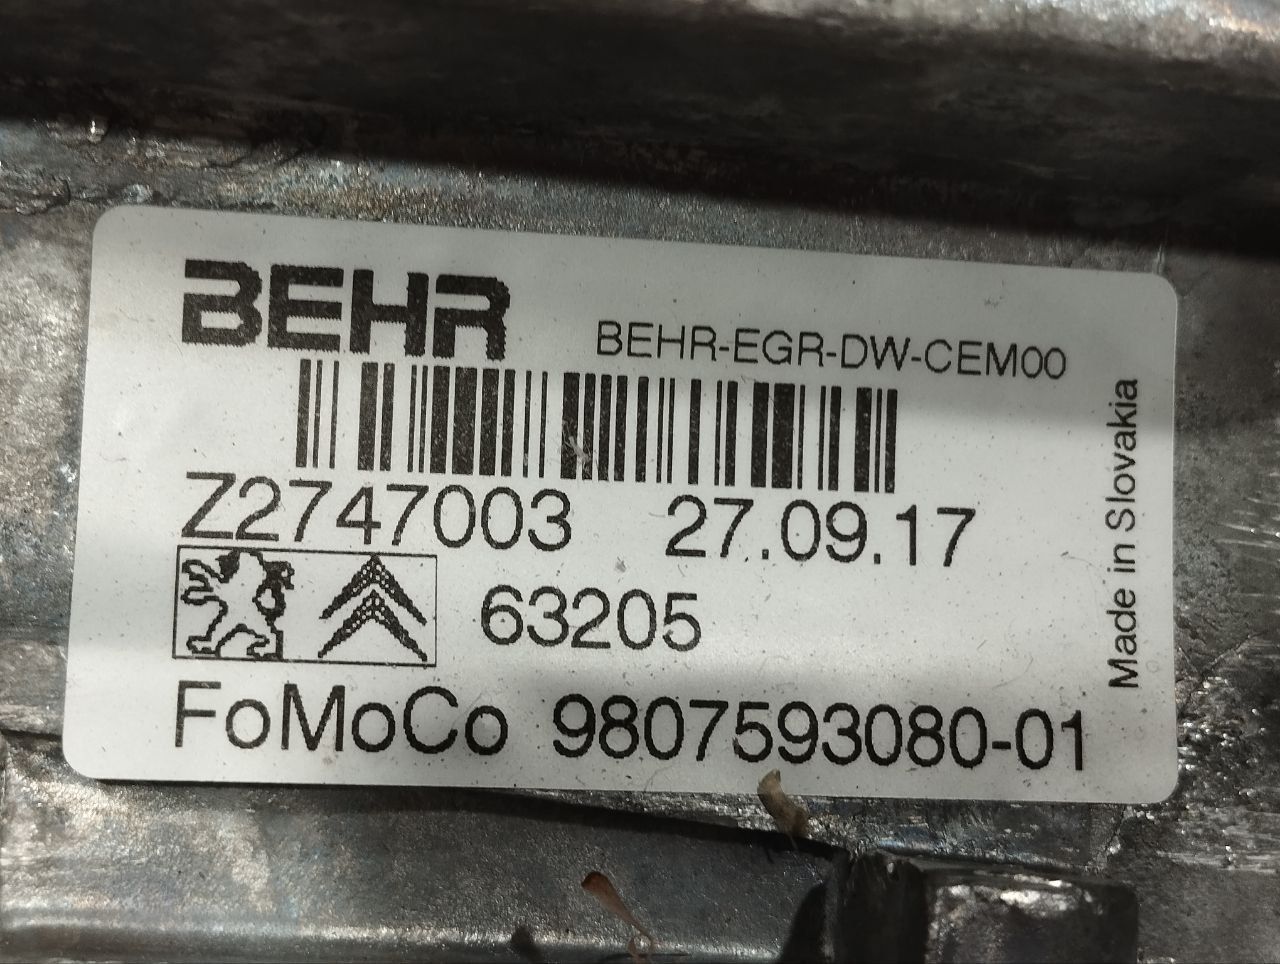 BEHR
BEHR-EGR-DW-CEM00
Z2747003 27.09.17
63205
FoMoCo 9807593080-01
Made in Slovakia